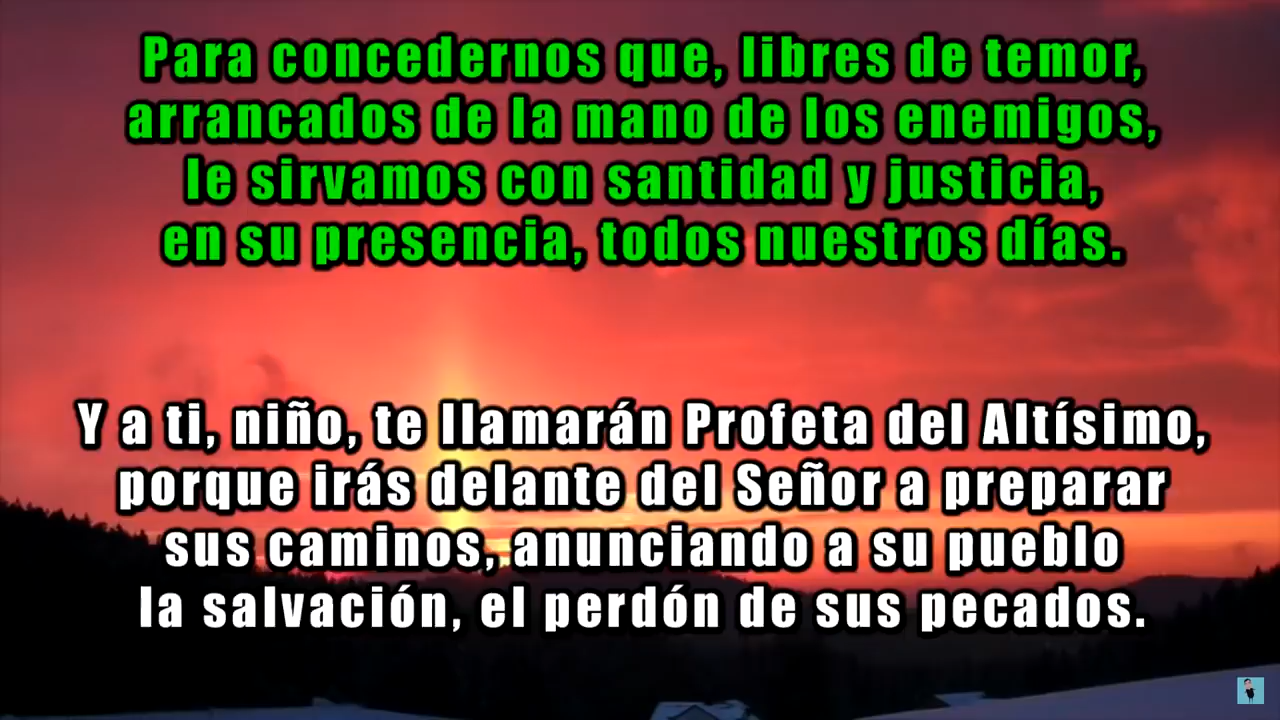 Para concedernos que, libres de temor,
arrancados de la mano de los enemigos,
le sirvamos con santidad y justicia,
en su presencia, todos nuestros días.
Y a ti, niño, te llamarán Profeta del Altísimo,
porque irás delante del Señor a preparar
sus caminos, anunciando a su pueblo
la salvación, el perdón de sus pecados.